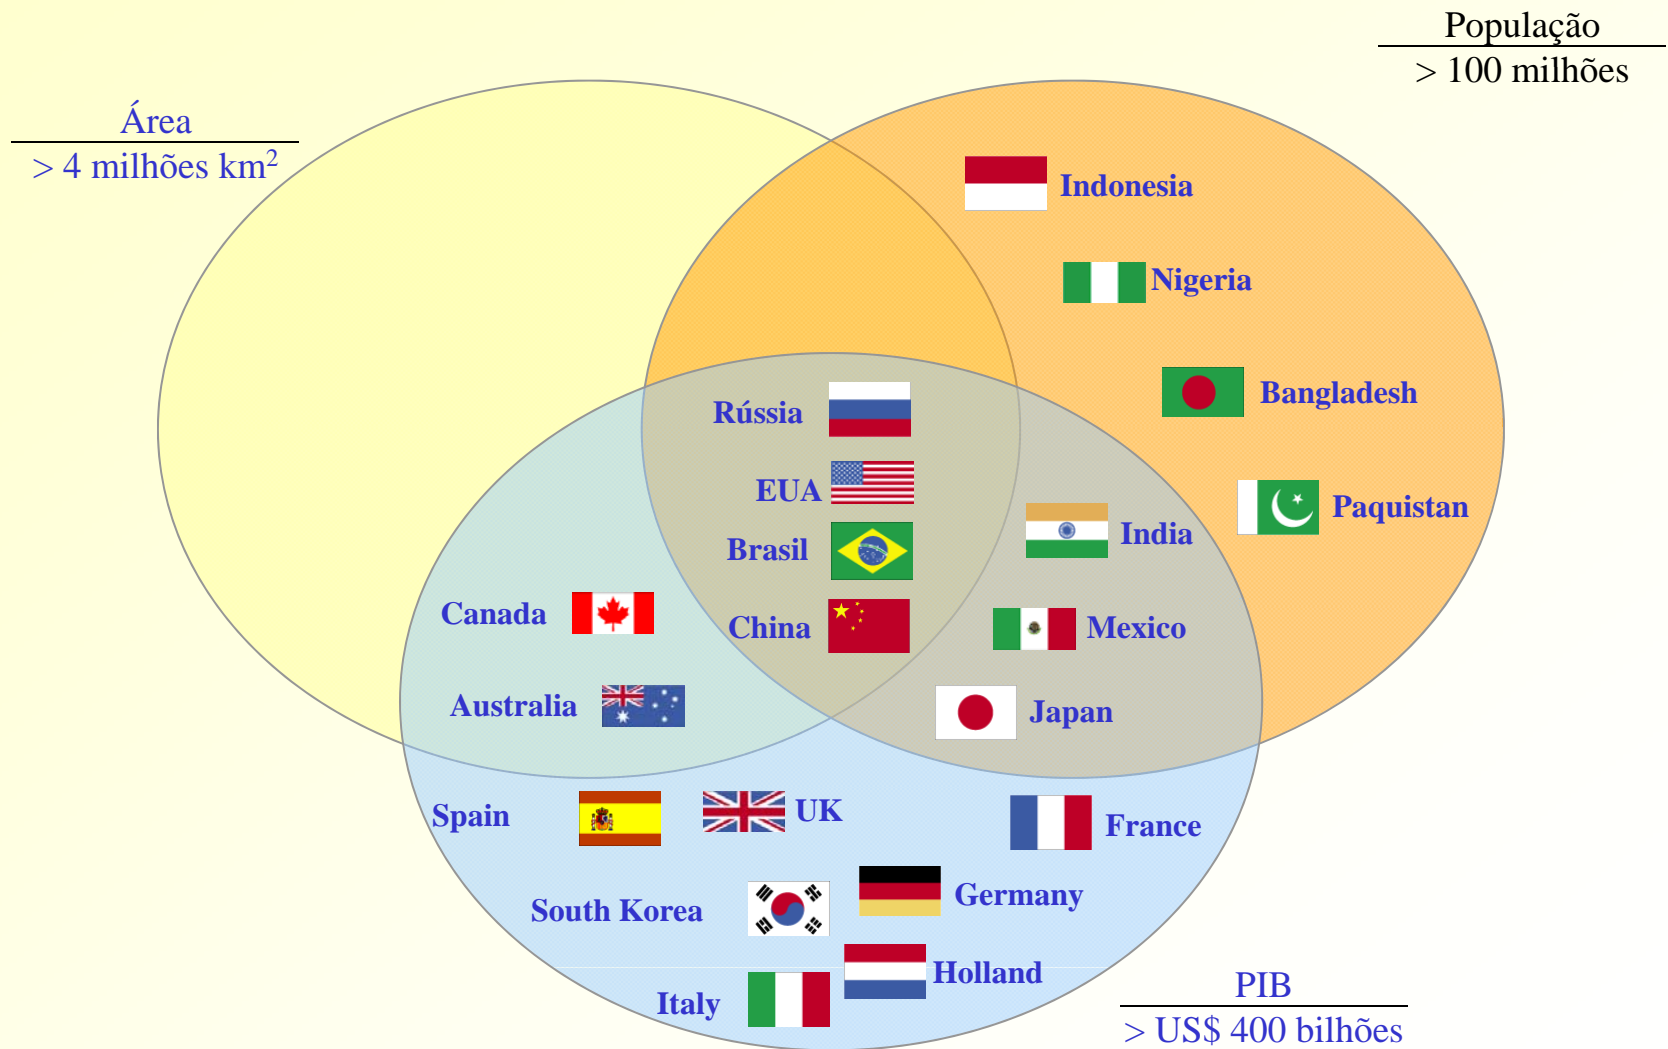 População
> 100 milhões
Área
> 4 milhões km²
Indonesia
Nigeria
Bangladesh
Rússia
EUA
Paquistan
India
Brasil
Canada
China
Mexico
Australia
Japan
Spain
UK
France
Germany
South Korea
Holland
Italy
PIB
> US$ 400 bilhões